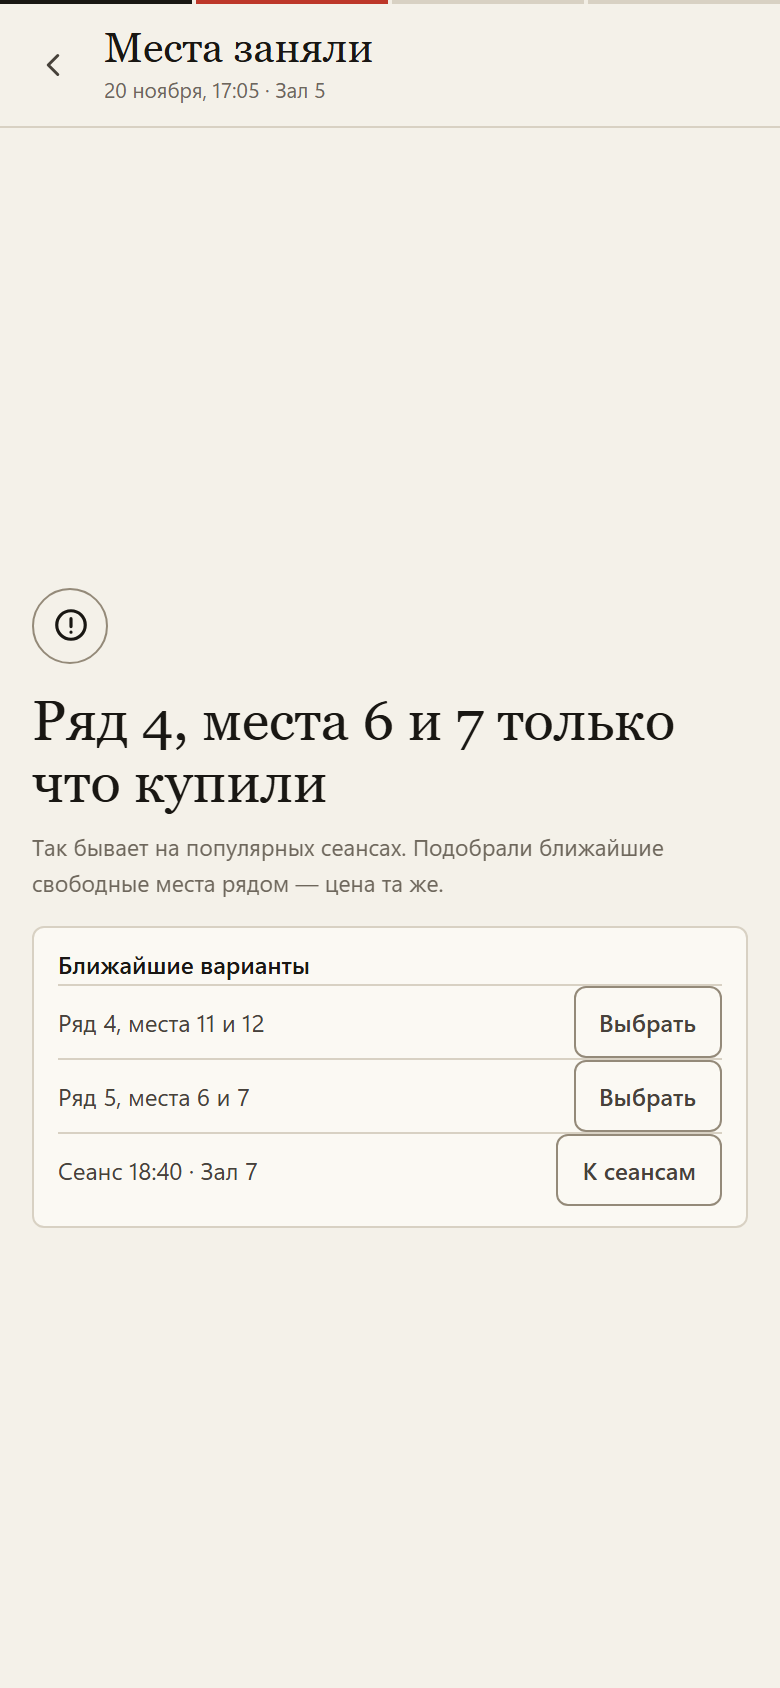 Места заняли
20 ноября, 17:05 · Зал 5
Ряд 4, места 6 и 7 только
что купили
Так бывает на популярных сеансах. Подобрали ближайшие
свободные места рядом — цена та же.
Ближайшие варианты
Ряд 4, места 11 и 12
Выбрать
Ряд 5, места 6 и 7
Выбрать
Сеанс 18:40 · Зал 7
К сеансам